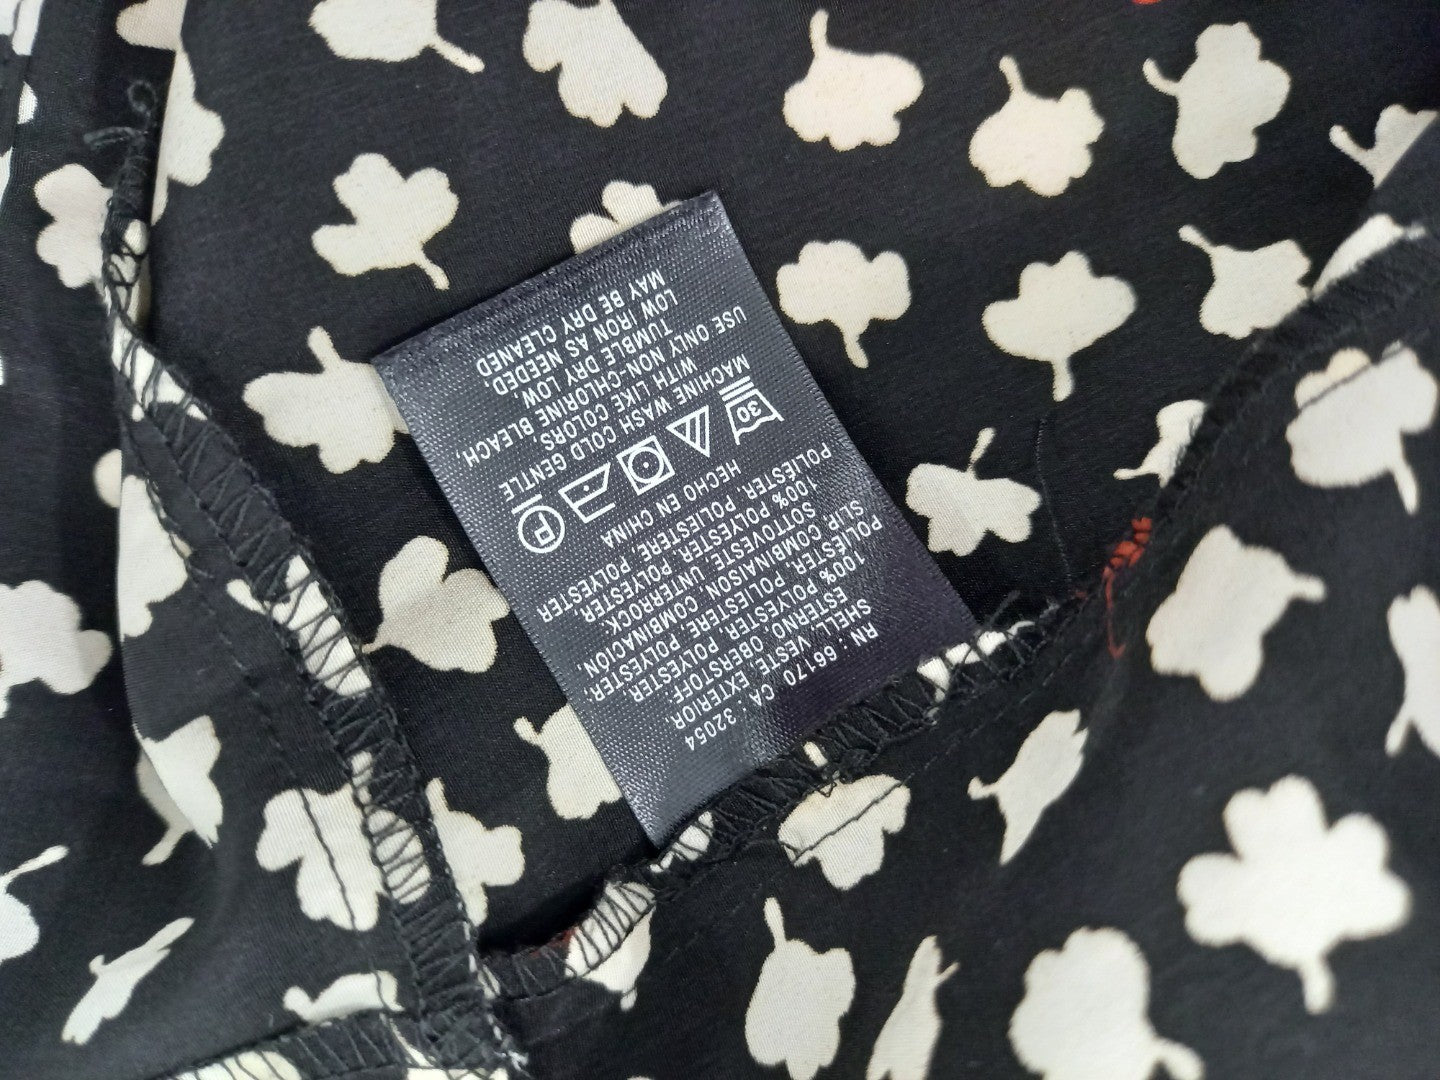 RN : 66170 CA : 32054
SHELL, VESTE, EXTERIOR,
ESTERNO, OBERSTOFF:
100% POLYESTER, POLYESTER,
POLIÉSTER, POLIESTERE, POLYESTER
SLIP, COMBINAISON, COMBINACIÓN,
SOTTOVESTE, UNTERROCK:
100% POLYESTER, POLYESTER,
POLIÉSTER, POLIESTERE, POLYESTER
HECHO EN CHINA
30 P
MACHINE WASH COLD GENTLE
WITH LIKE COLORS,
USE ONLY NON-CHLORINE BLEACH,
TUMBLE DRY LOW,
LOW IRON AS NEEDED,
MAY BE DRY CLEANED